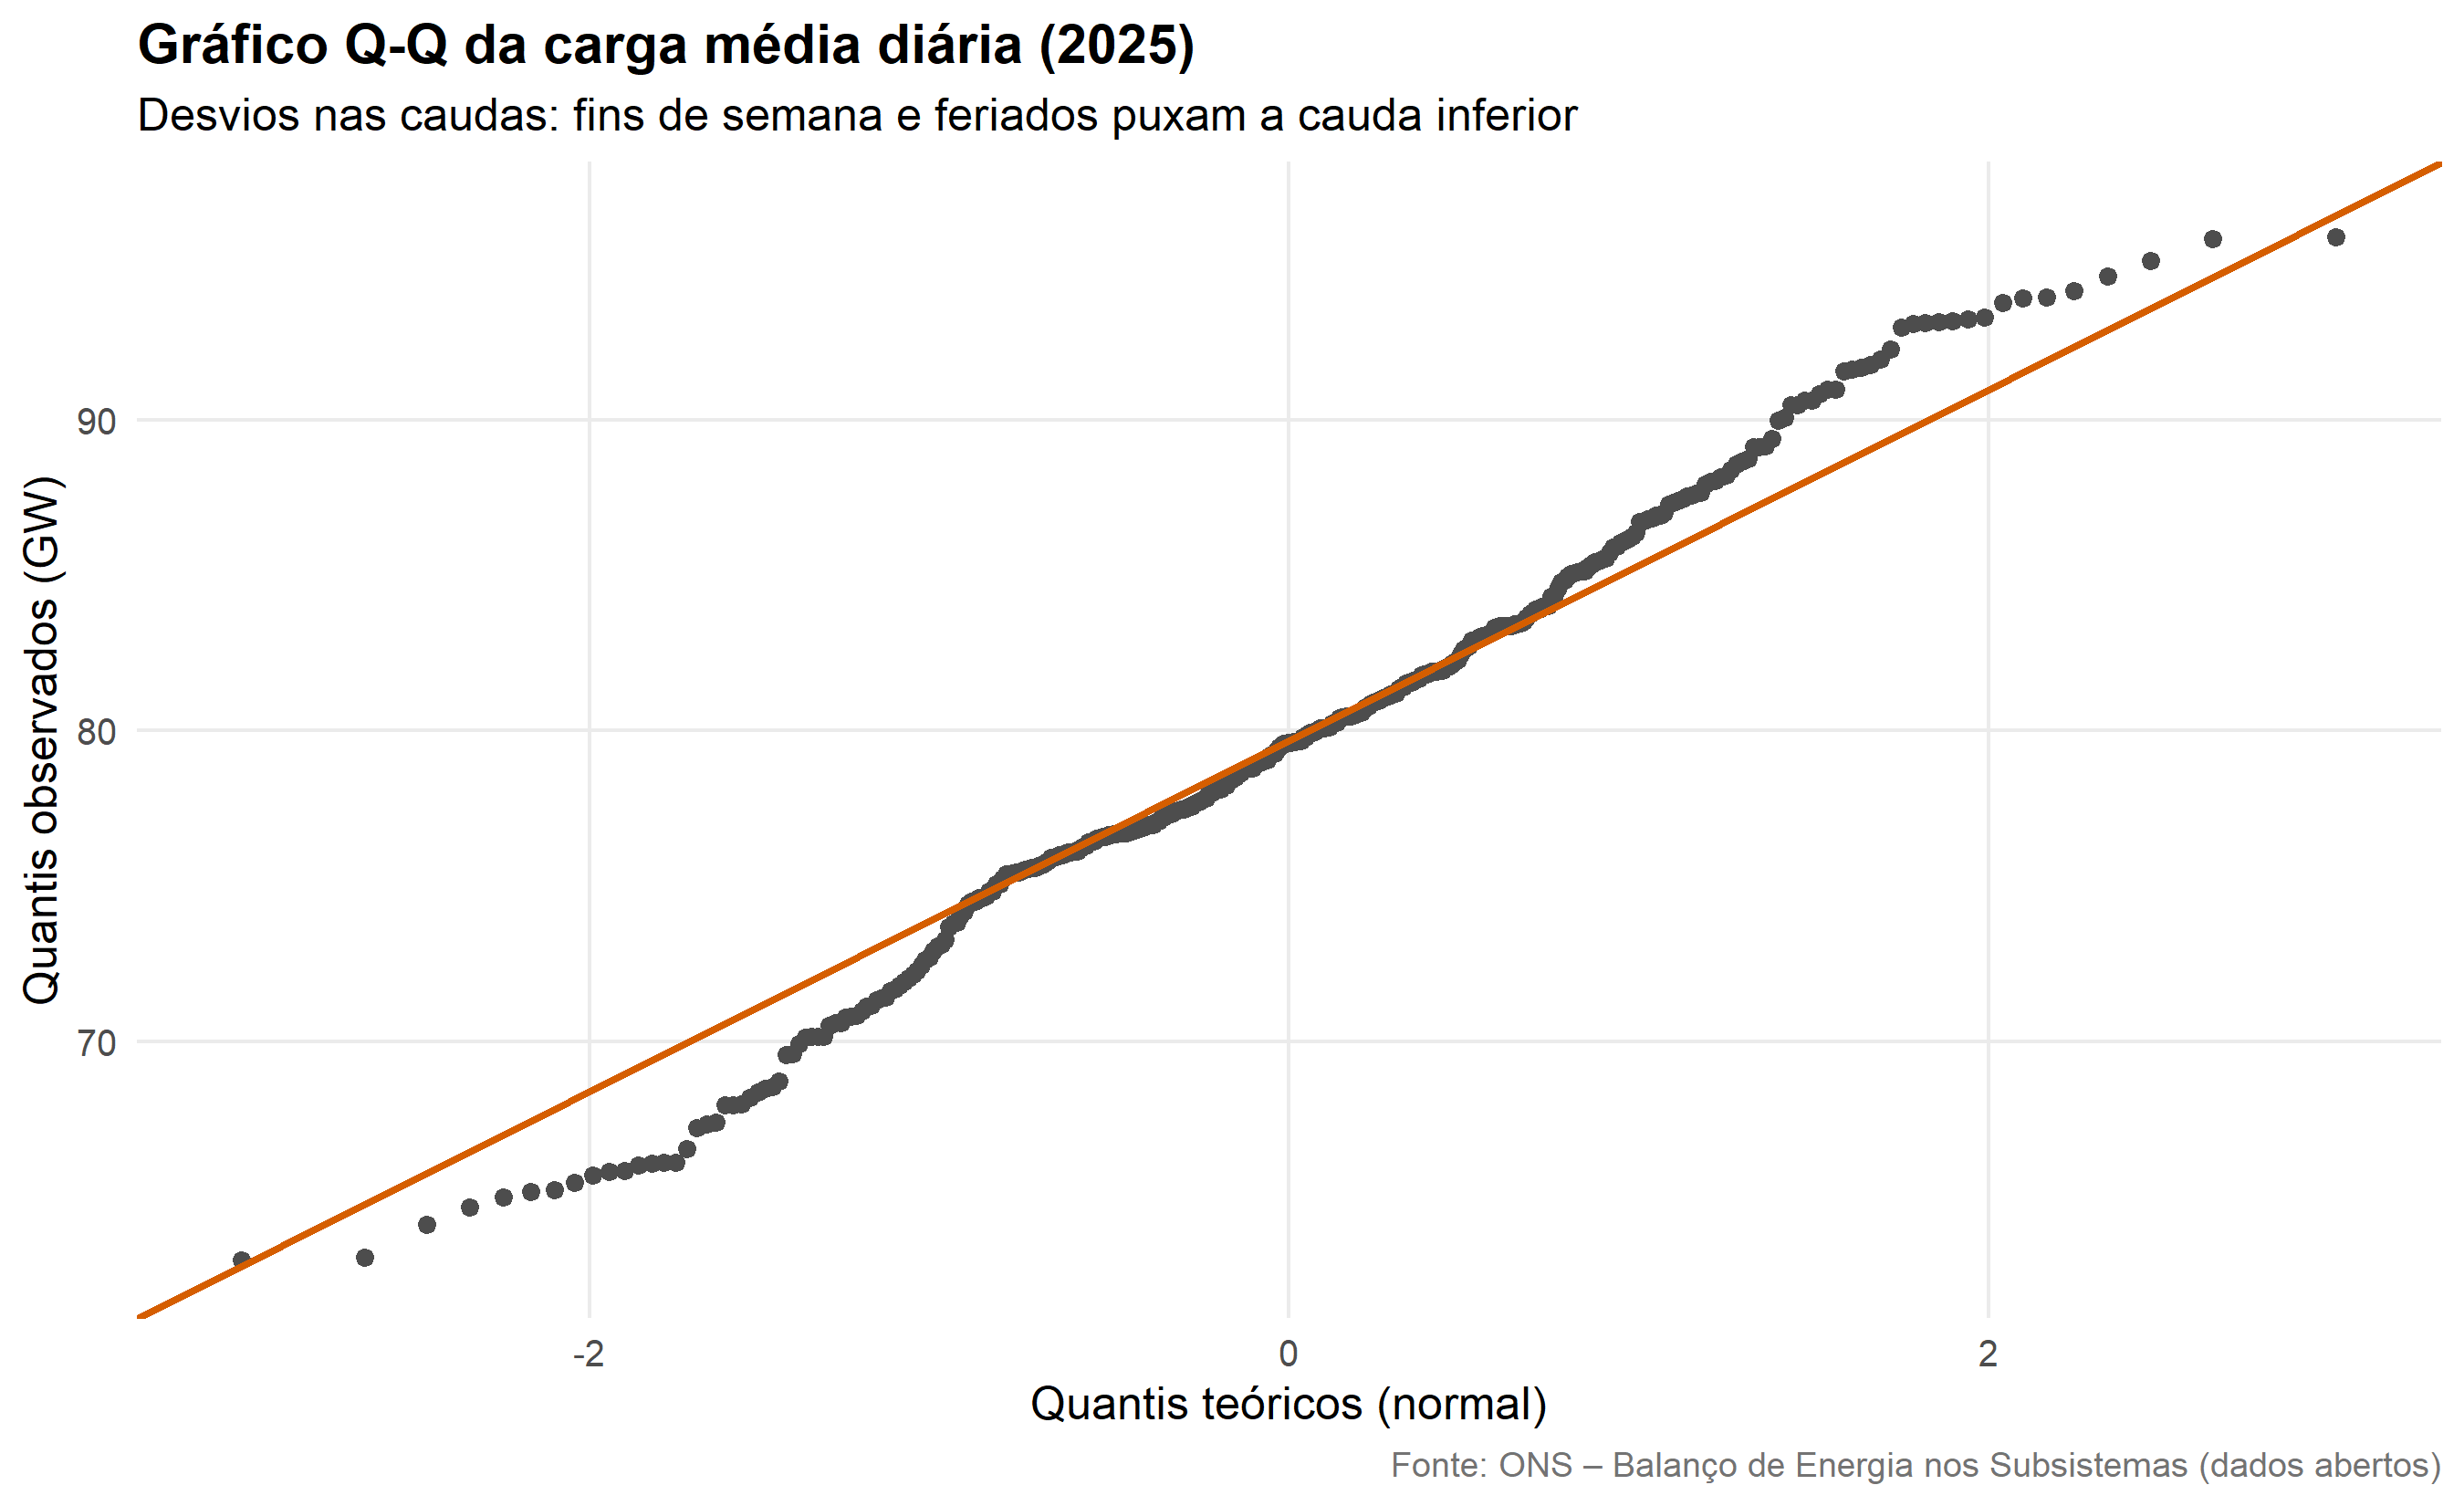 Gráfico Q-Q da carga média diária (2025)
Desvios nas caudas: fins de semana e feriados puxam a cauda inferior
Quantis observados (GW)
90
80
70
-2
0
2
Quantis teóricos (normal)
Fonte: ONS – Balanço de Energia nos Subsistemas (dados abertos)